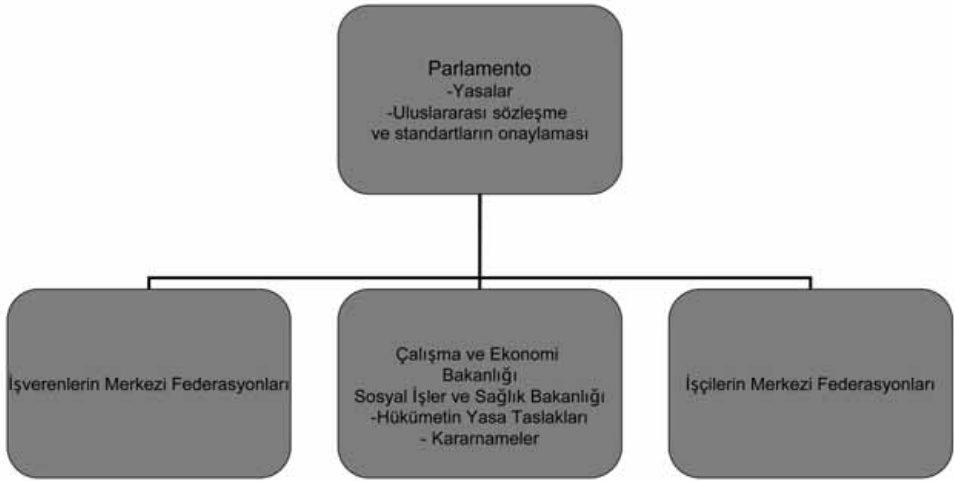 Parlamento
-Yasalar
-Uluslararası sözleşme
ve standartların onaylaması
İşverenlerin Merkezi Federasyonları
Çalışma ve Ekonomi
Bakanlığı
Sosyal İşler ve Sağlık Bakanlığı
-Hükümetin Yasa Taslakları
- Kararnameler
İşçilerin Merkezi Federasyonları